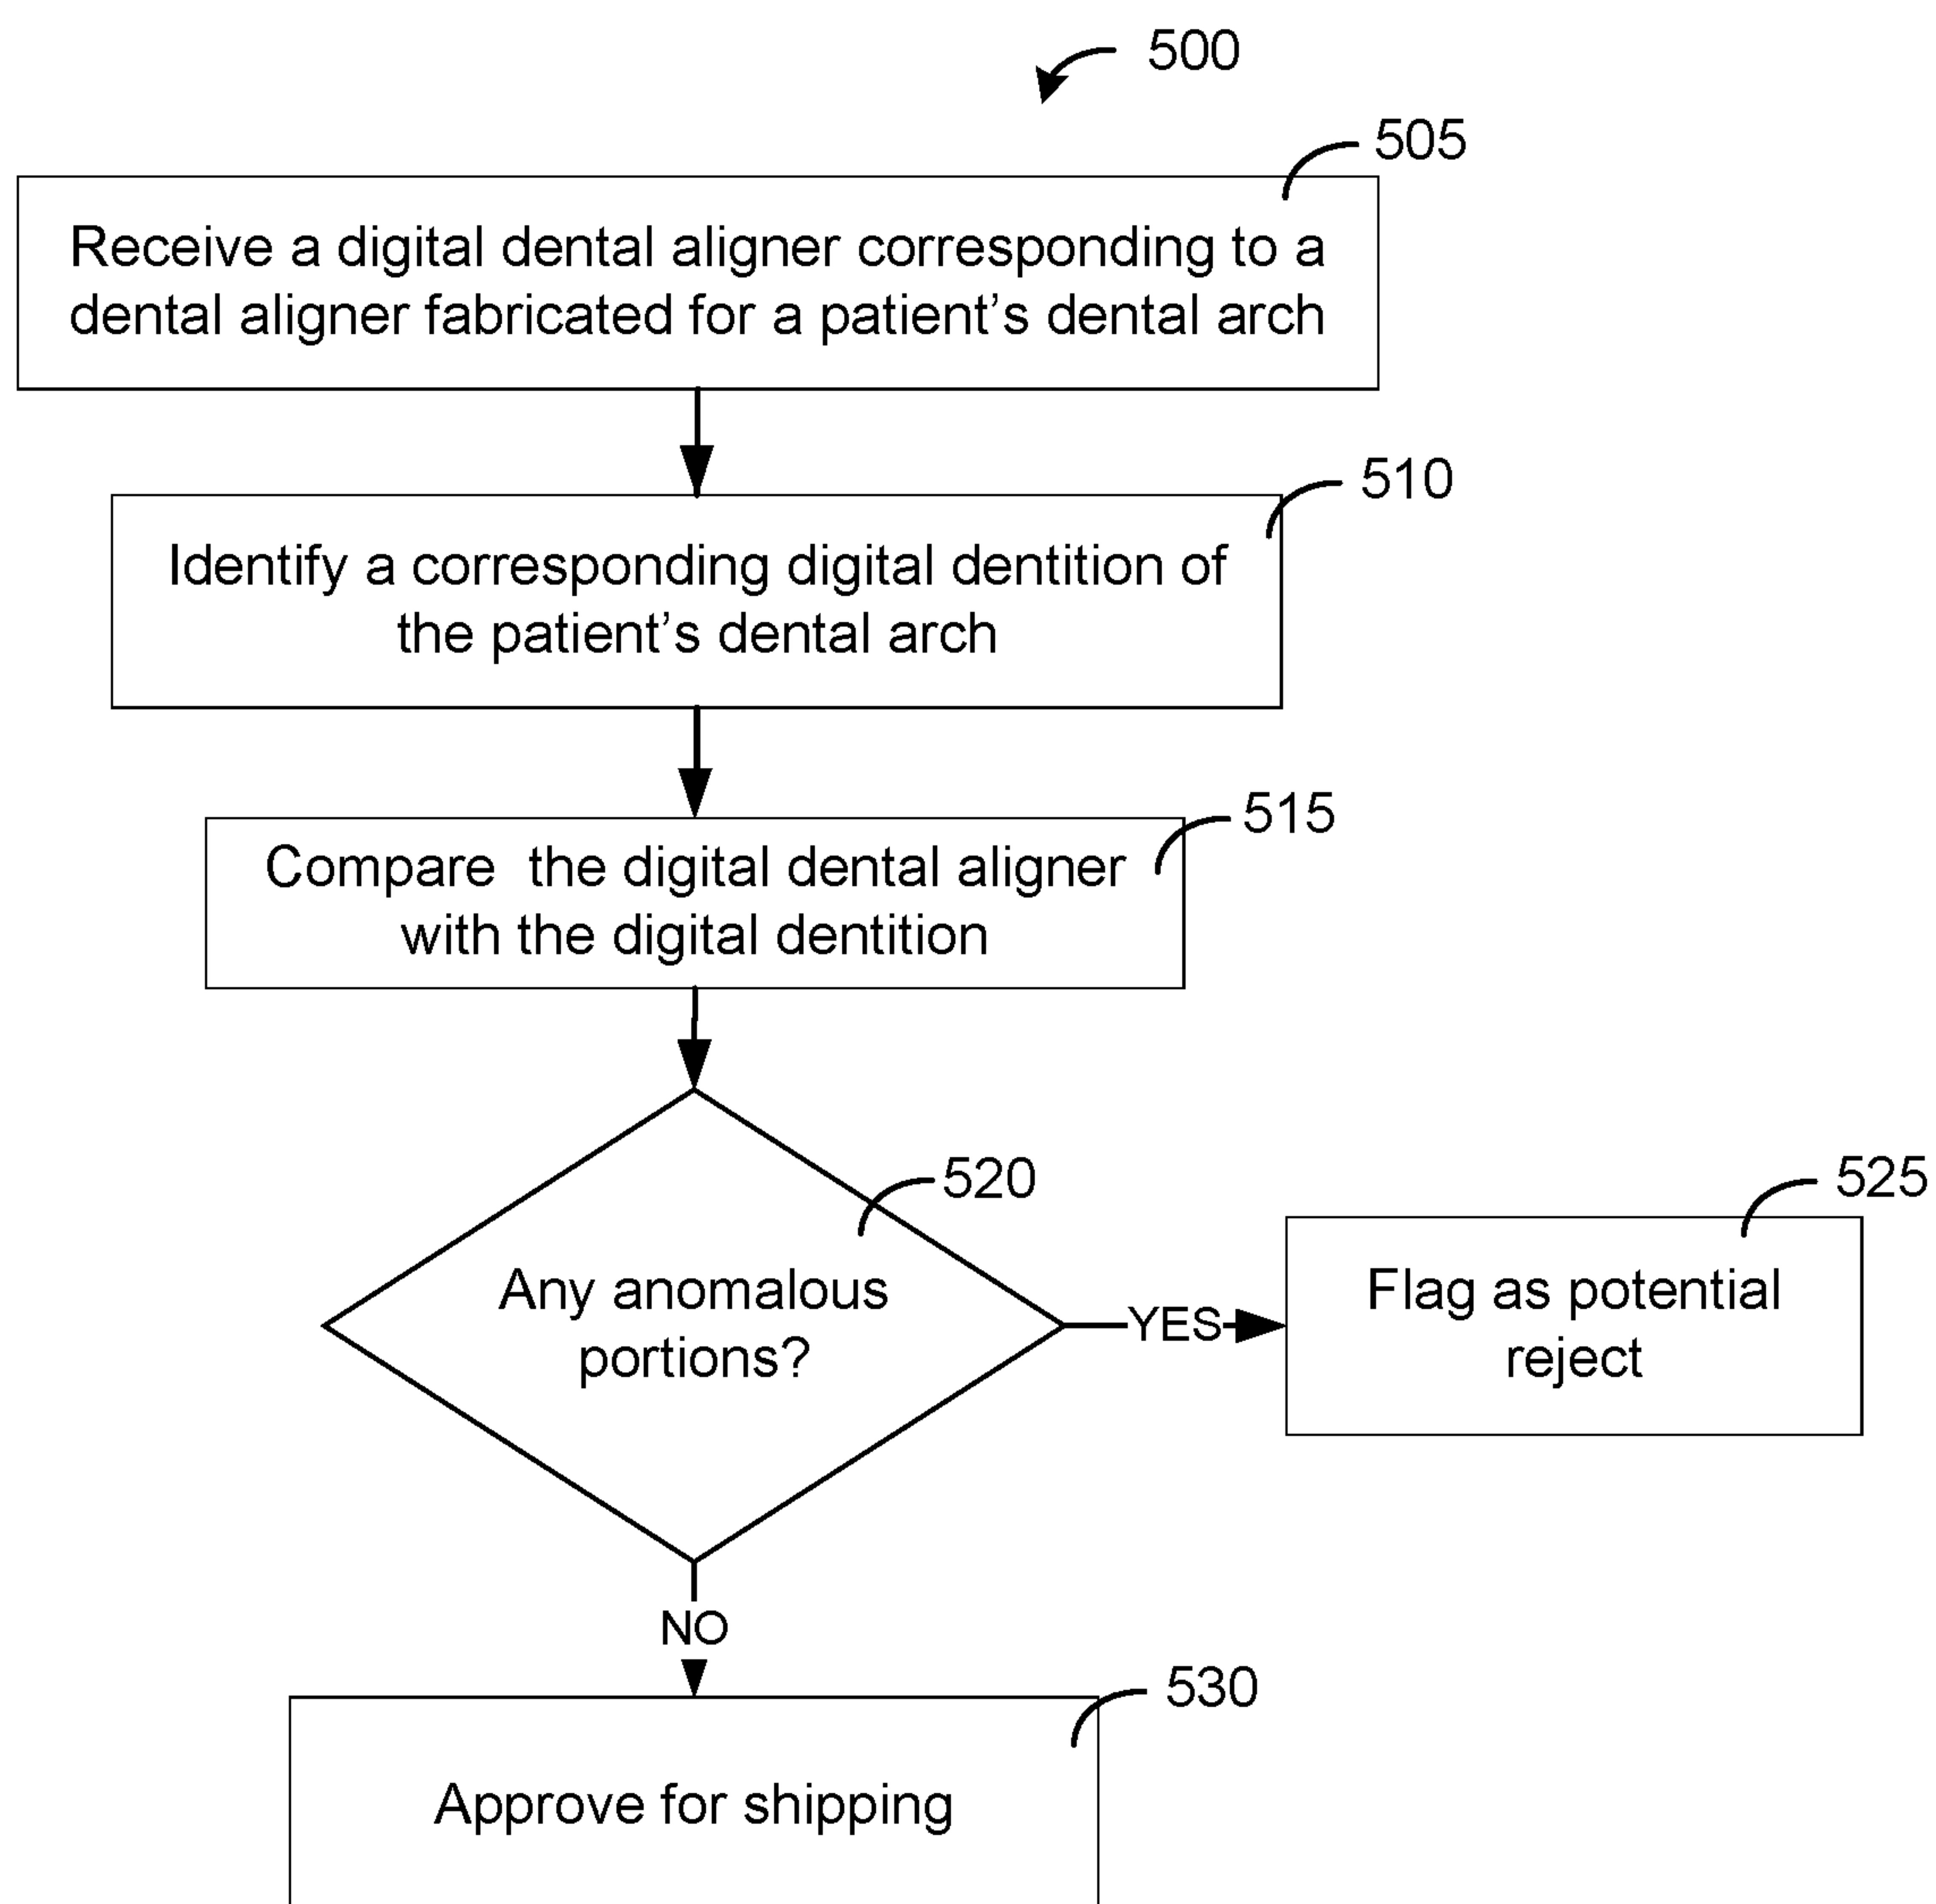 500
505
Receive a digital dental aligner corresponding to a
dental aligner fabricated for a patient’s dental arch
510
Identify a corresponding digital dentition of
the patient’s dental arch
515
Compare the digital dental aligner
with the digital dentition
520
Any anomalous
portions?
YES
525
Flag as potential
reject
NO
530
Approve for shipping